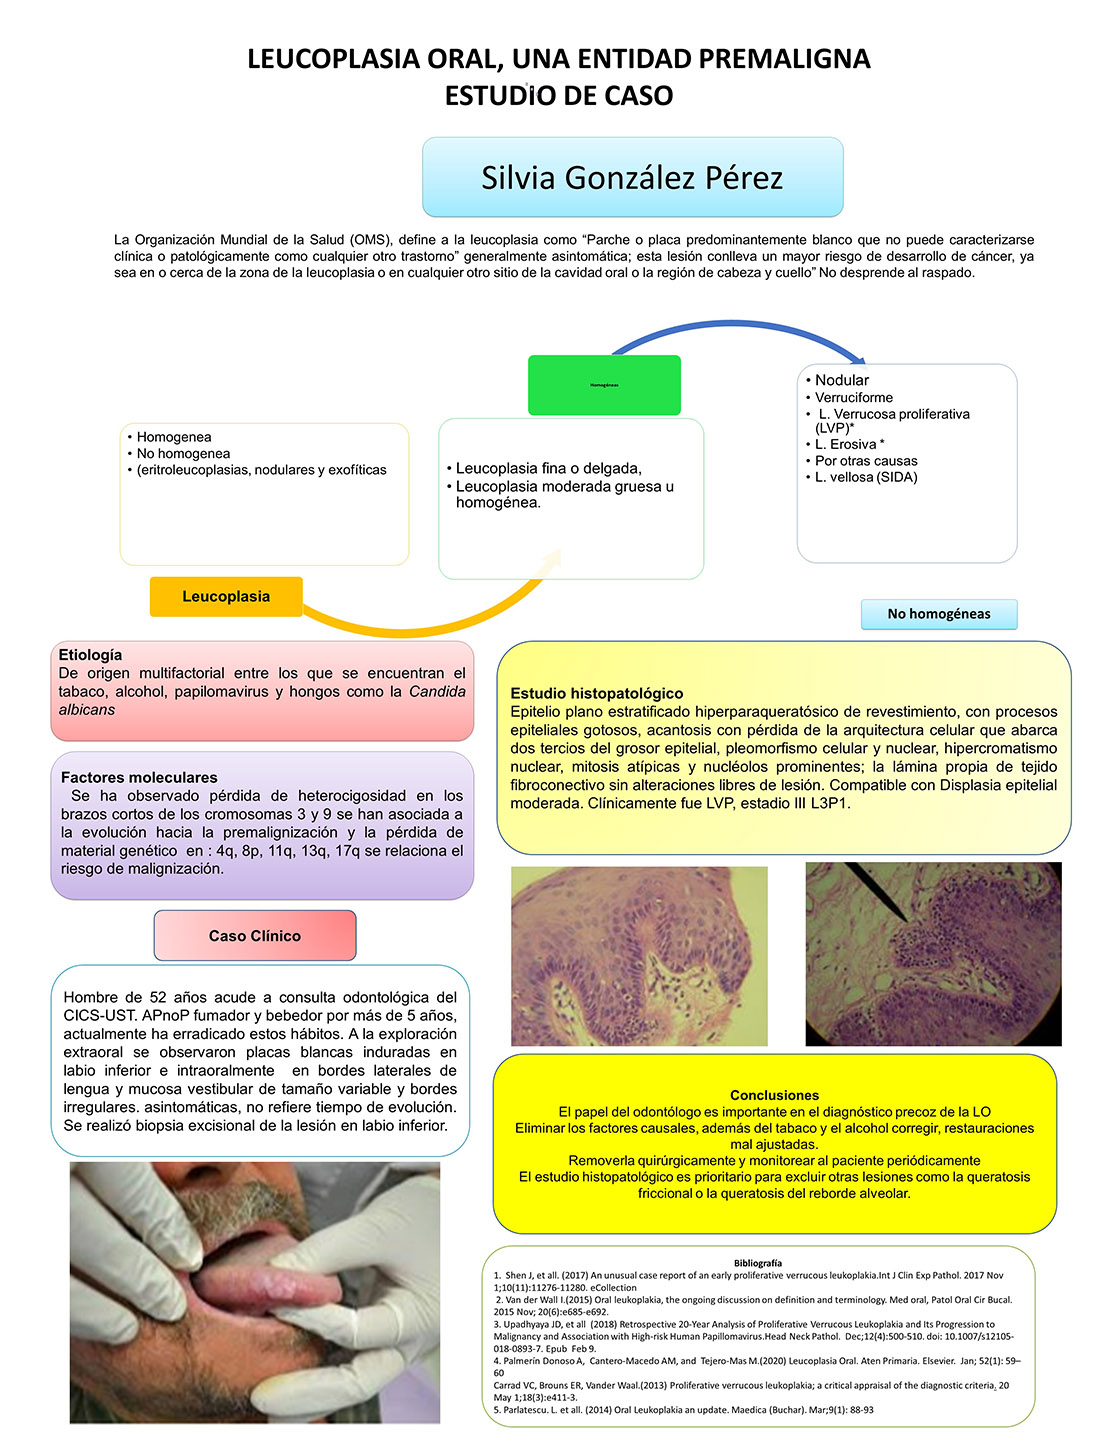 LEUCOPLASIA ORAL, UNA ENTIDAD PREMALIGNA
ESTUDiO DE CASO
Silvia González Pérez
La Organización Mundial de la Salud (OMS), define a la leucoplasia como “Parche o placa predominantemente blanco que no puede caracterizarse
clínica o patológicamente como cualquier otro trastorno” generalmente asintomática; esta lesión conlleva un mayor riesgo de desarrollo de cáncer, ya
sea en o cerca de la zona de la leucoplasia o en cualquier otro sitio de la cavidad oral o la región de cabeza y cuello” No desprende al raspado.
• Homogenea
• No homogenea
• (eritroleucoplasias, nodulares y exofíticas
Leucoplasia
Homogéneas
• Leucoplasia fina o delgada,
• Leucoplasia moderada gruesa u
homogénea.
• Nodular
• Verruciforme
• L. Verrucosa proliferativa
(LVP)*
• L. Erosiva *
• Por otras causas
• L. vellosa (SIDA)
No homogéneas
Etiología
De origen multifactorial entre los que se encuentran el
tabaco, alcohol, papilomavirus y hongos como la Candida
albicans
Factores moleculares
Se ha observado pérdida de heterocigosidad en los
brazos cortos de los cromosomas 3 y 9 se han asociada a
la evolución hacia la premalignización y la pérdida de
material genético en : 4q, 8p, 11q, 13q, 17q se relaciona el
riesgo de malignización.
Caso Clínico
Hombre de 52 años acude a consulta odontológica del
CICS-UST. APnoP fumador y bebedor por más de 5 años,
actualmente ha erradicado estos hábitos. A la exploración
extraoral se observaron placas blancas induradas en
labio inferior e intraoralmente en bordes laterales de
lengua y mucosa vestibular de tamaño variable y bordes
irregulares. asintomáticas, no refiere tiempo de evolución.
Se realizó biopsia excisional de la lesión en labio inferior.
Estudio histopatológico
Epitelio plano estratificado hiperparaqueratósico de revestimiento, con procesos
epiteliales gotosos, acantosis con pérdida de la arquitectura celular que abarca
dos tercios del grosor epitelial, pleomorfismo celular y nuclear, hipercromatismo
nuclear, mitosis atípicas y nucléolos prominentes; la lámina propia de tejido
fibroconectivo sin alteraciones libres de lesión. Compatible con Displasia epitelial
moderada. Clínicamente fue LVP, estadio III L3P1.
Conclusiones
El papel del odontólogo es importante en el diagnóstico precoz de la LO
Eliminar los factores causales, además del tabaco y el alcohol corregir, restauraciones
mal ajustadas.
Removerla quirúrgicamente y monitorear al paciente periódicamente
El estudio histopatológico es prioritario para excluir otras lesiones como la queratosis
friccional o la queratosis del reborde alveolar.
Bibliografía
1. Shen J, et all. (2017) An unusual case report of an early proliferative verrucous leukoplakia.Int J Clin Exp Pathol. 2017 Nov
1;10(11):11276-11280. eCollection
2. Van der Wall I.(2015) Oral leukoplakia, the ongoing discussion on definition and terminology. Med oral, Patol Oral Cir Bucal.
2015 Nov; 20(6):e685-e692.
3. Upadhyaya JD, et all (2018) Retrospective 20-Year Analysis of Proliferative Verrucous Leukoplakia and Its Progression to
Malignancy and Association with High-risk Human Papillomavirus.Head Neck Pathol. Dec;12(4):500-510. doi: 10.1007/s12105-
018-0893-7. Epub Feb 9.
4. Palmerín Donoso A, Cantero-Macedo AM, and Tejero-Mas M.(2020) Leucoplasia Oral. Aten Primaria. Elsevier. Jan; 52(1): 59–
60
Carrad VC, Brouns ER, Vander Waal.(2013) Proliferative verrucous leukoplakia; a critical appraisal of the diagnostic criteria, 20
May 1;18(3):e411-3.
5. Parlatescu. L. et all. (2014) Oral Leukoplakia an update. Maedica (Buchar). Mar;9(1): 88-93